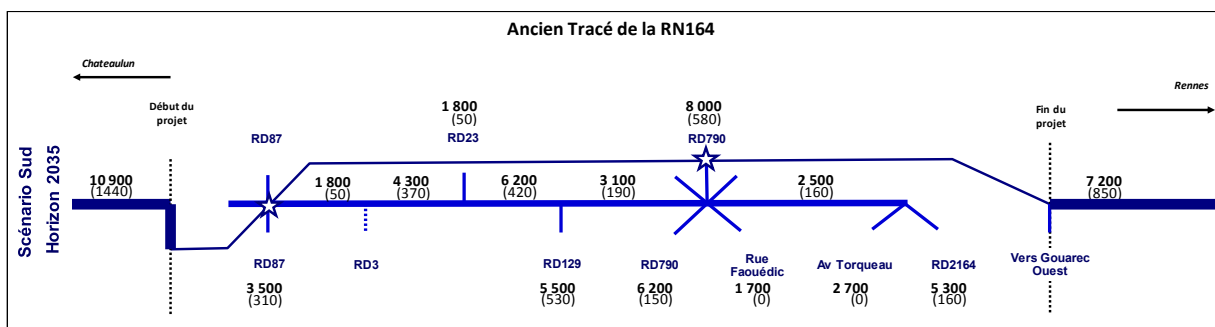 Ancien Tracé de la RN164
Chateaulun
Rennes
Début du
projet
Fin du
projet
Scénario Sud
Horizon 2035
1 800
(50)
8 000
(580)
RD87
RD23
RD790
10 900
(1440)
1 800
(50)
4 300
(370)
6 200
(420)
3 100
(190)
2 500
(160)
7 200
(850)
RD87
RD3
RD129
RD790
Rue
Faouédic
Av Torqueau
RD2164
Vers Gouarec
Ouest
3 500
(310)
5 500
(530)
6 200
(150)
1 700
(0)
2 700
(0)
5 300
(160)